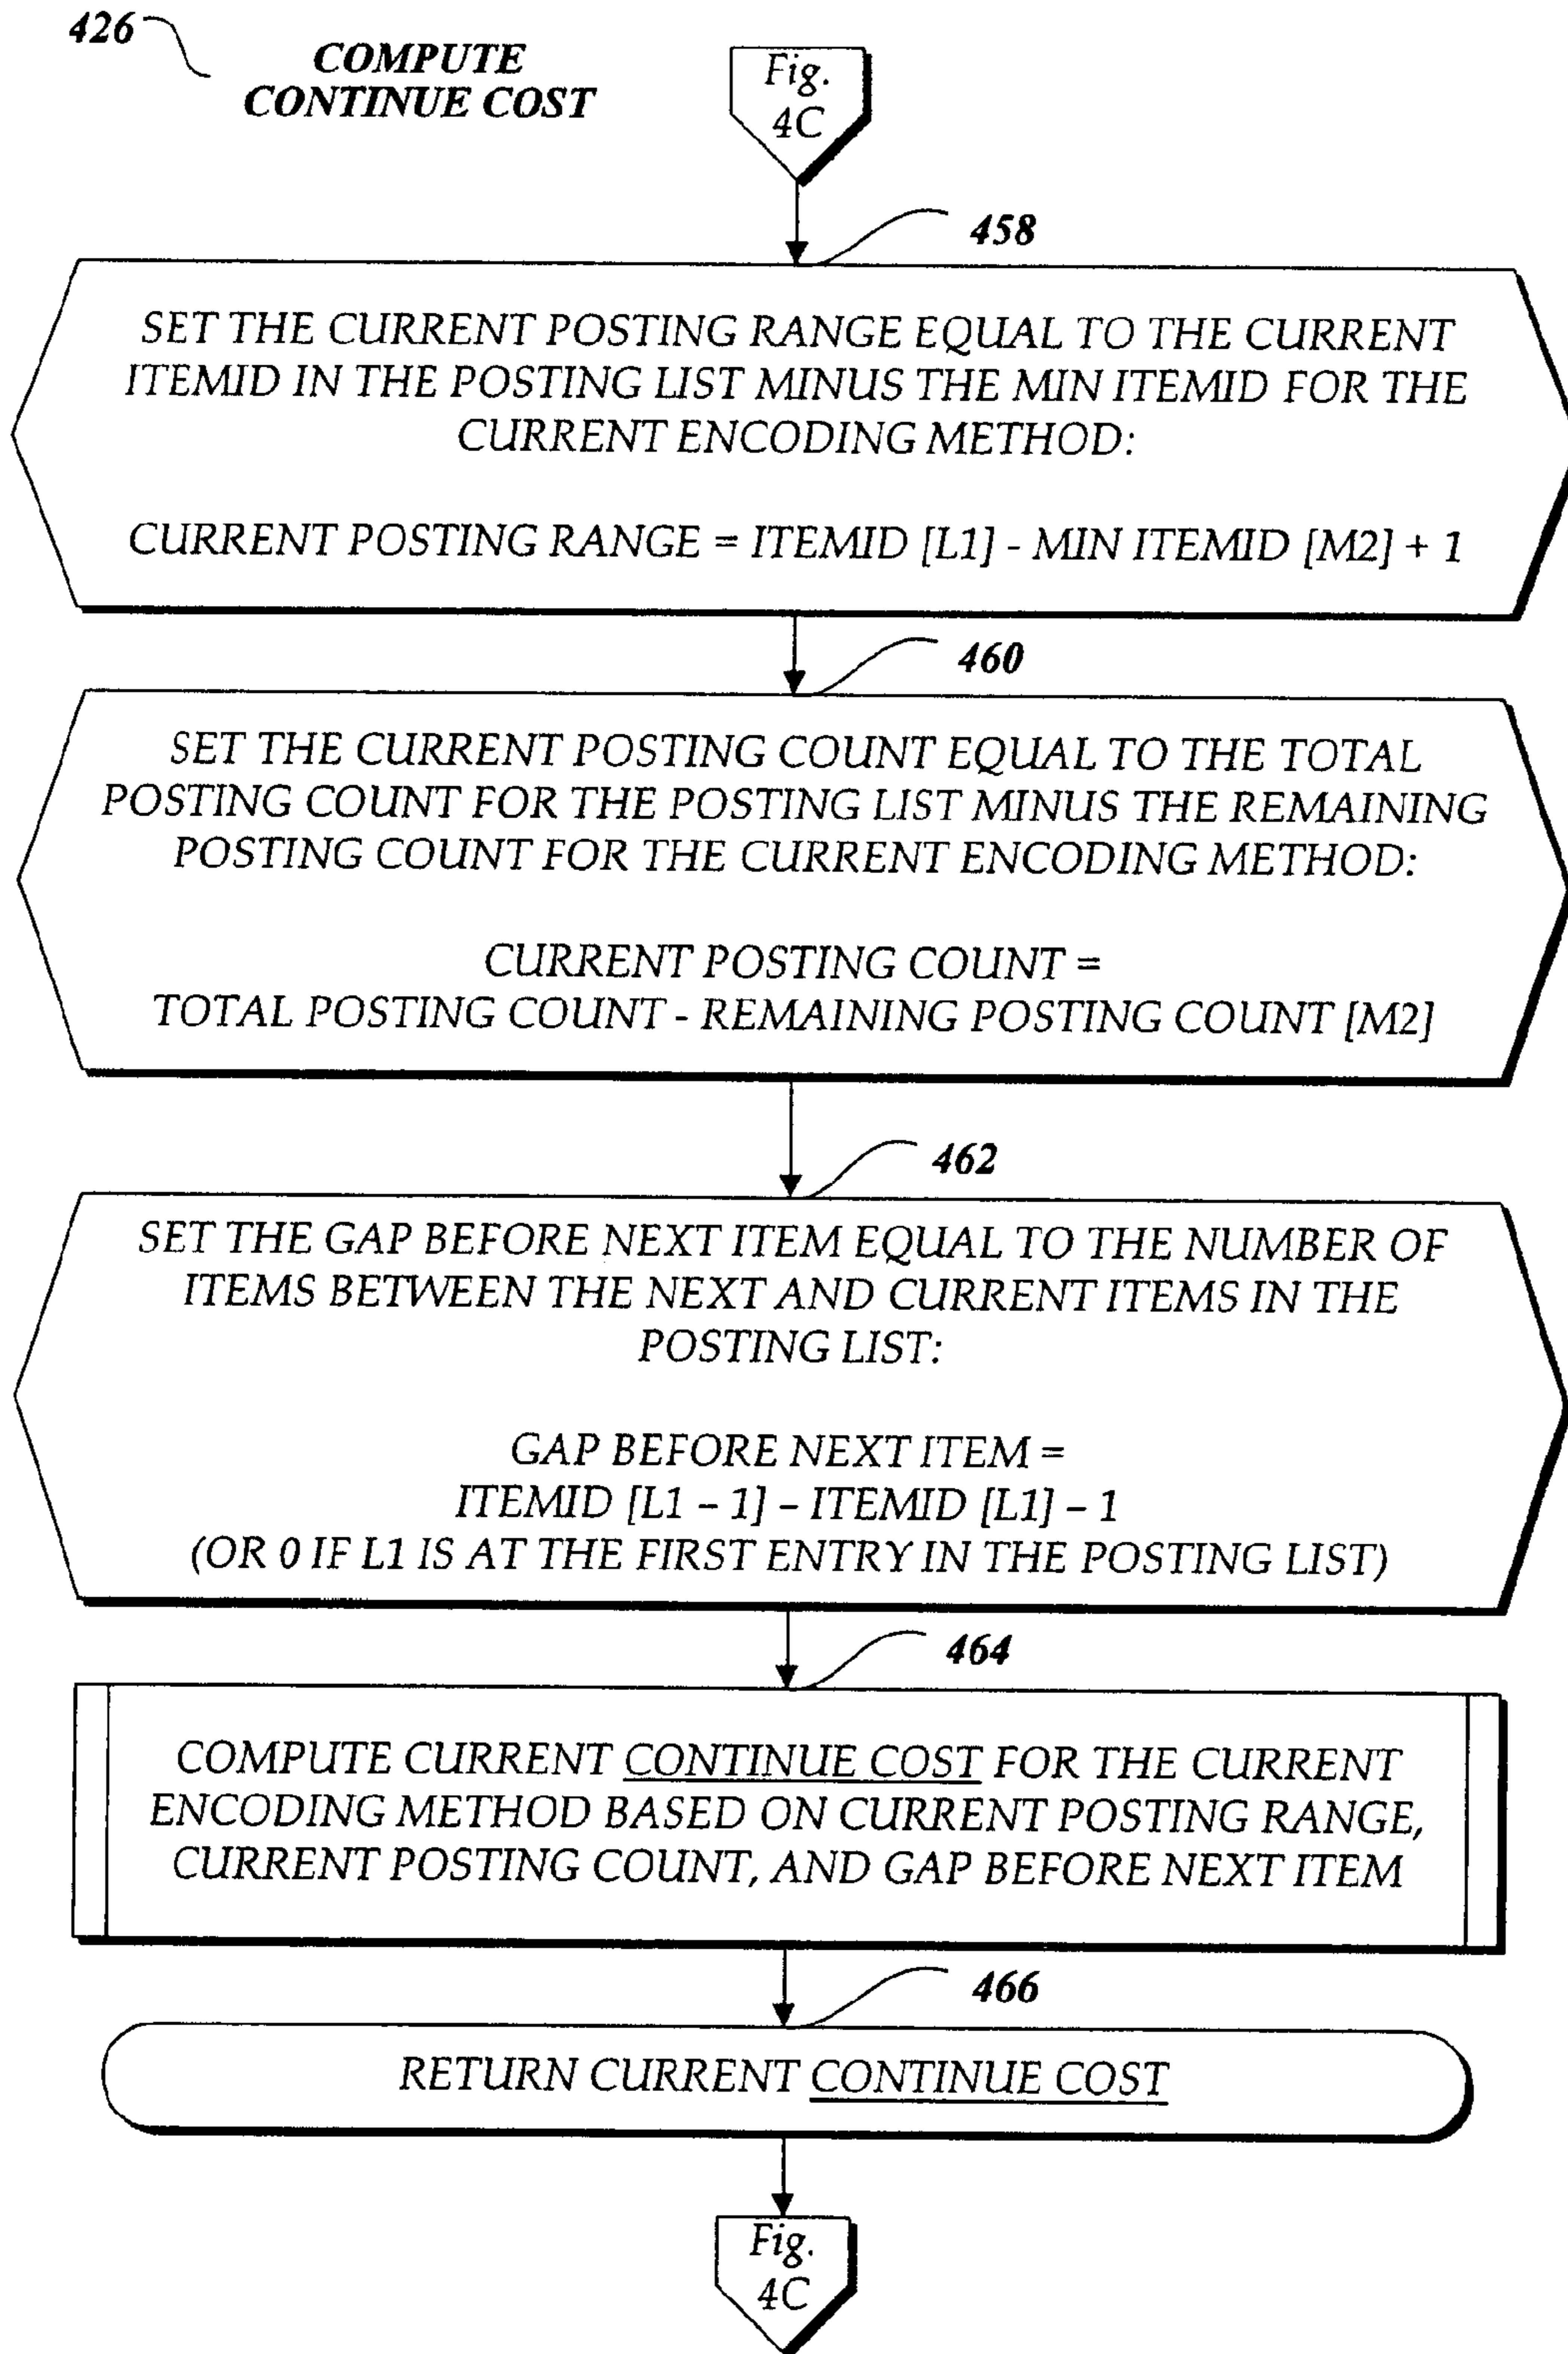 426
COMPUTE
CONTINUE COST
Fig.
4C
458
SET THE CURRENT POSTING RANGE EQUAL TO THE CURRENT
ITEMID IN THE POSTING LIST MINUS THE MIN ITEMID FOR THE
CURRENT ENCODING METHOD:
CURRENT POSTING RANGE = ITEMID [L1] - MIN ITEMID [M2] + 1
460
SET THE CURRENT POSTING COUNT EQUAL TO THE TOTAL
POSTING COUNT FOR THE POSTING LIST MINUS THE REMAINING
POSTING COUNT FOR THE CURRENT ENCODING METHOD:
CURRENT POSTING COUNT =
TOTAL POSTING COUNT - REMAINING POSTING COUNT [M2]
462
SET THE GAP BEFORE NEXT ITEM EQUAL TO THE NUMBER OF
ITEMS BETWEEN THE NEXT AND CURRENT ITEMS IN THE
POSTING LIST:
GAP BEFORE NEXT ITEM =
ITEMID [L1 – 1] – ITEMID [L1] – 1
(OR 0 IF L1 IS AT THE FIRST ENTRY IN THE POSTING LIST)
464
COMPUTE CURRENT CONTINUE COST FOR THE CURRENT
ENCODING METHOD BASED ON CURRENT POSTING RANGE,
CURRENT POSTING COUNT, AND GAP BEFORE NEXT ITEM
466
RETURN CURRENT CONTINUE COST
Fig.
4C